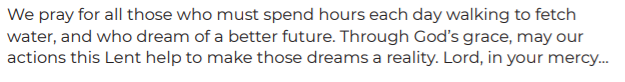 We pray for all those who must spend hours each day walking to fetch
water, and who dream of a better future. Through God’s grace, may our
actions this Lent help to make those dreams a reality. Lord, in your mercy...